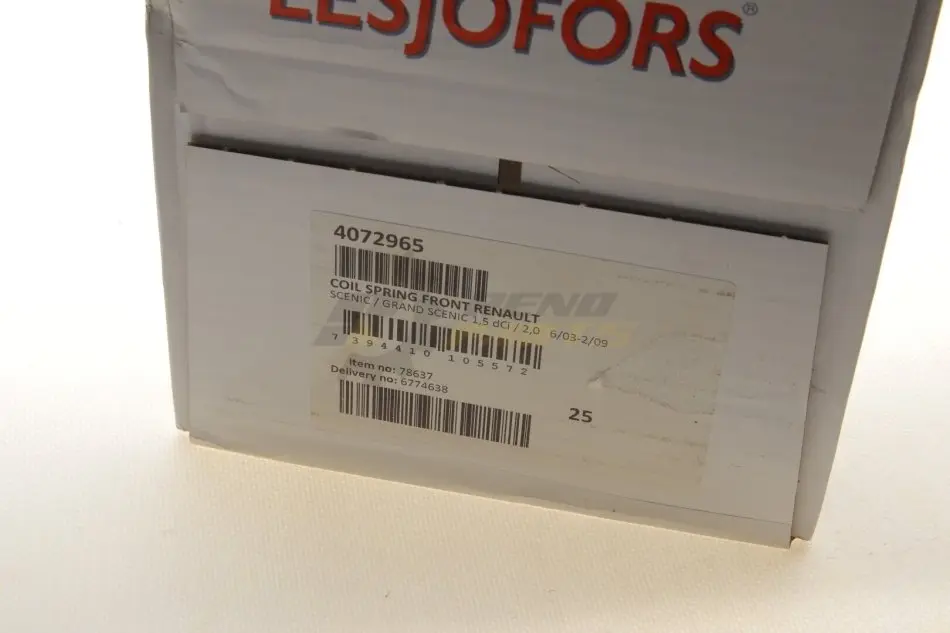 LESJÖFORS®
4072965
COIL SPRING FRONT RENAULT
SCENIC / GRAND SCENIC 1,5 dCi / 2,0 6/03-2/09
7 394410 105572
Item no: 78637
Delivery no: 6774638
25